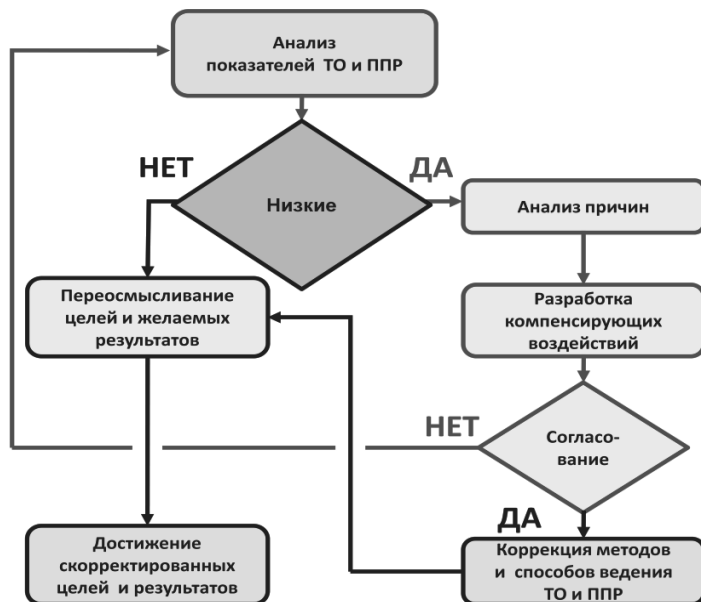 Анализ
показателей ТО и ППР
НЕТ
ДА
Низкие
Анализ причин
Переосмысливание
целей и желаемых
результатов
Разработка
компенсирующих
воздействий
НЕТ
Согласо-
вание
ДА
Достижение
скорректированных
целей и результатов
Коррекция методов
и способов ведения
ТО и ППР